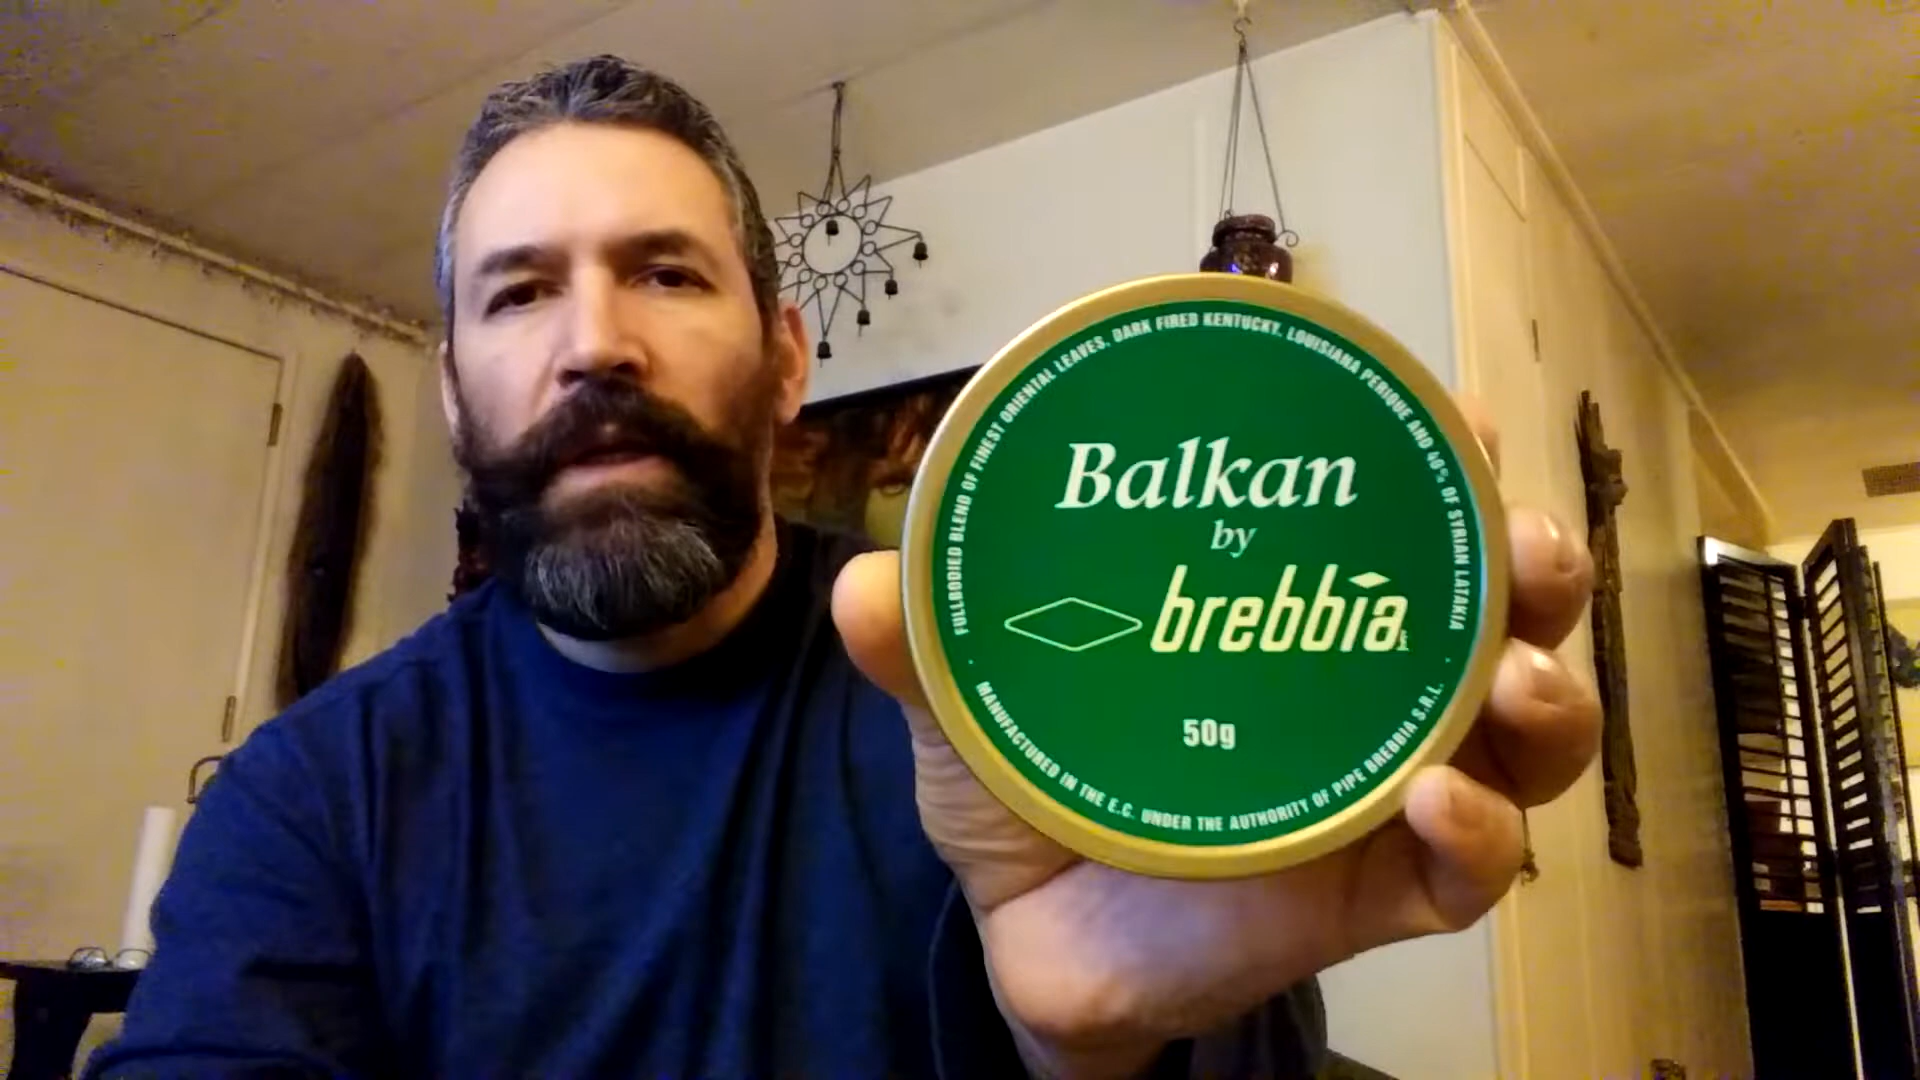 FULLBODIED BLEND OF FINEST ORIENTAL LEAVES, DARK FIRED KENTUCKY, LOUISIANA PERIQUE AND 40% OF SYRIAN LATAKIA
Balkan
by
brebbia
50g
MANUFACTURED IN THE E.C. UNDER THE AUTHORITY OF PIPE BREBBIA S.R.L.